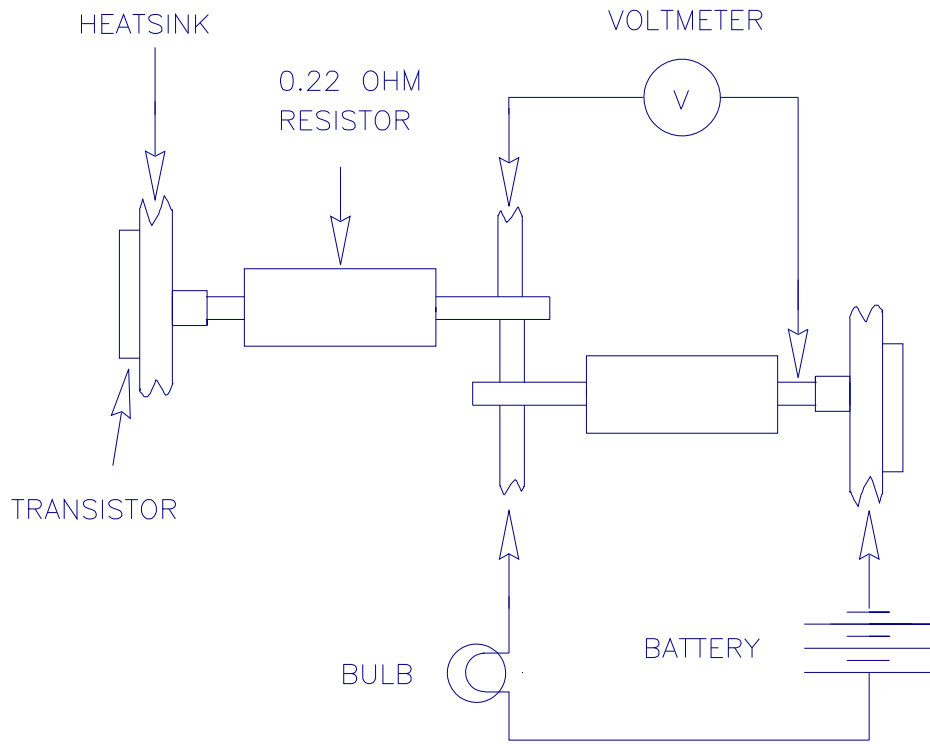 HEATSINK
VOLTMETER
0.22 OHM
RESISTOR
V
TRANSISTOR
BATTERY
BULB